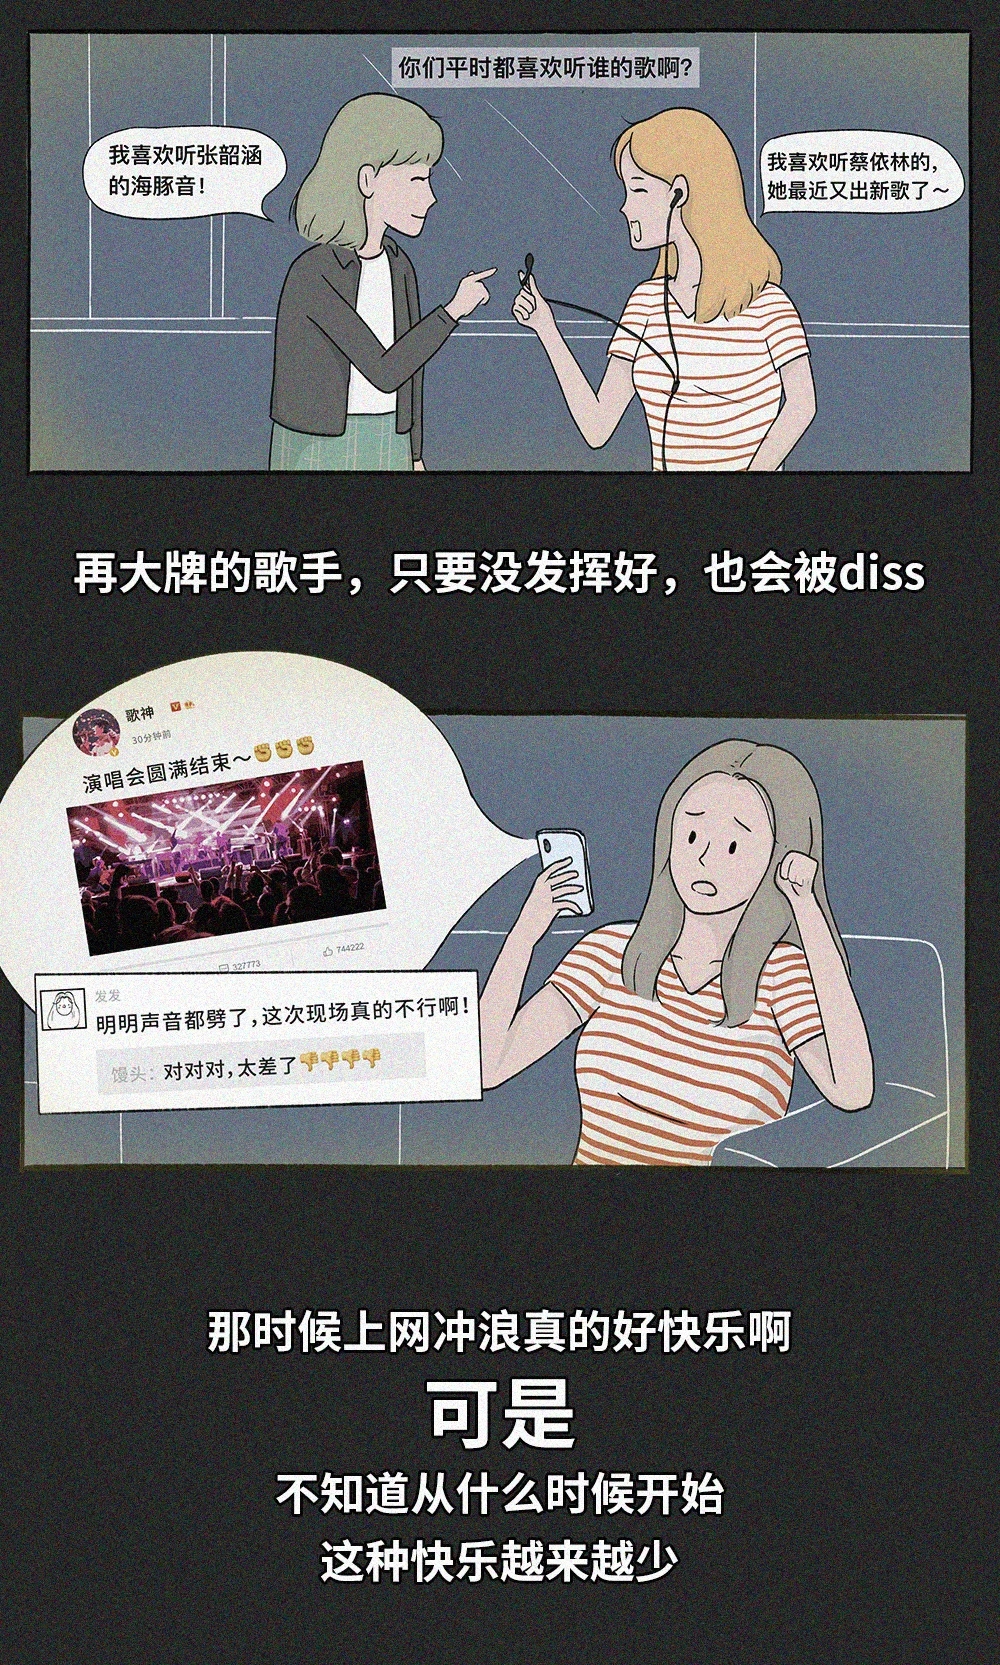 你们平时都喜欢听谁的歌啊?
我喜欢听张韶涵
的海豚音!
我喜欢听蔡依林的,
她最近又出新歌了~
再大牌的歌手，只要没发挥好，也会被diss
歌神
30分钟前
演唱会圆满结束~✊✊✊
327773
744222
发发
明明声音都劈了,这次现场真的不行啊!
馒头: 对对对,太差了👎👎👎👎
那时候上网冲浪真的好快乐啊
可是
不知道从什么时候开始
这种快乐越来越少